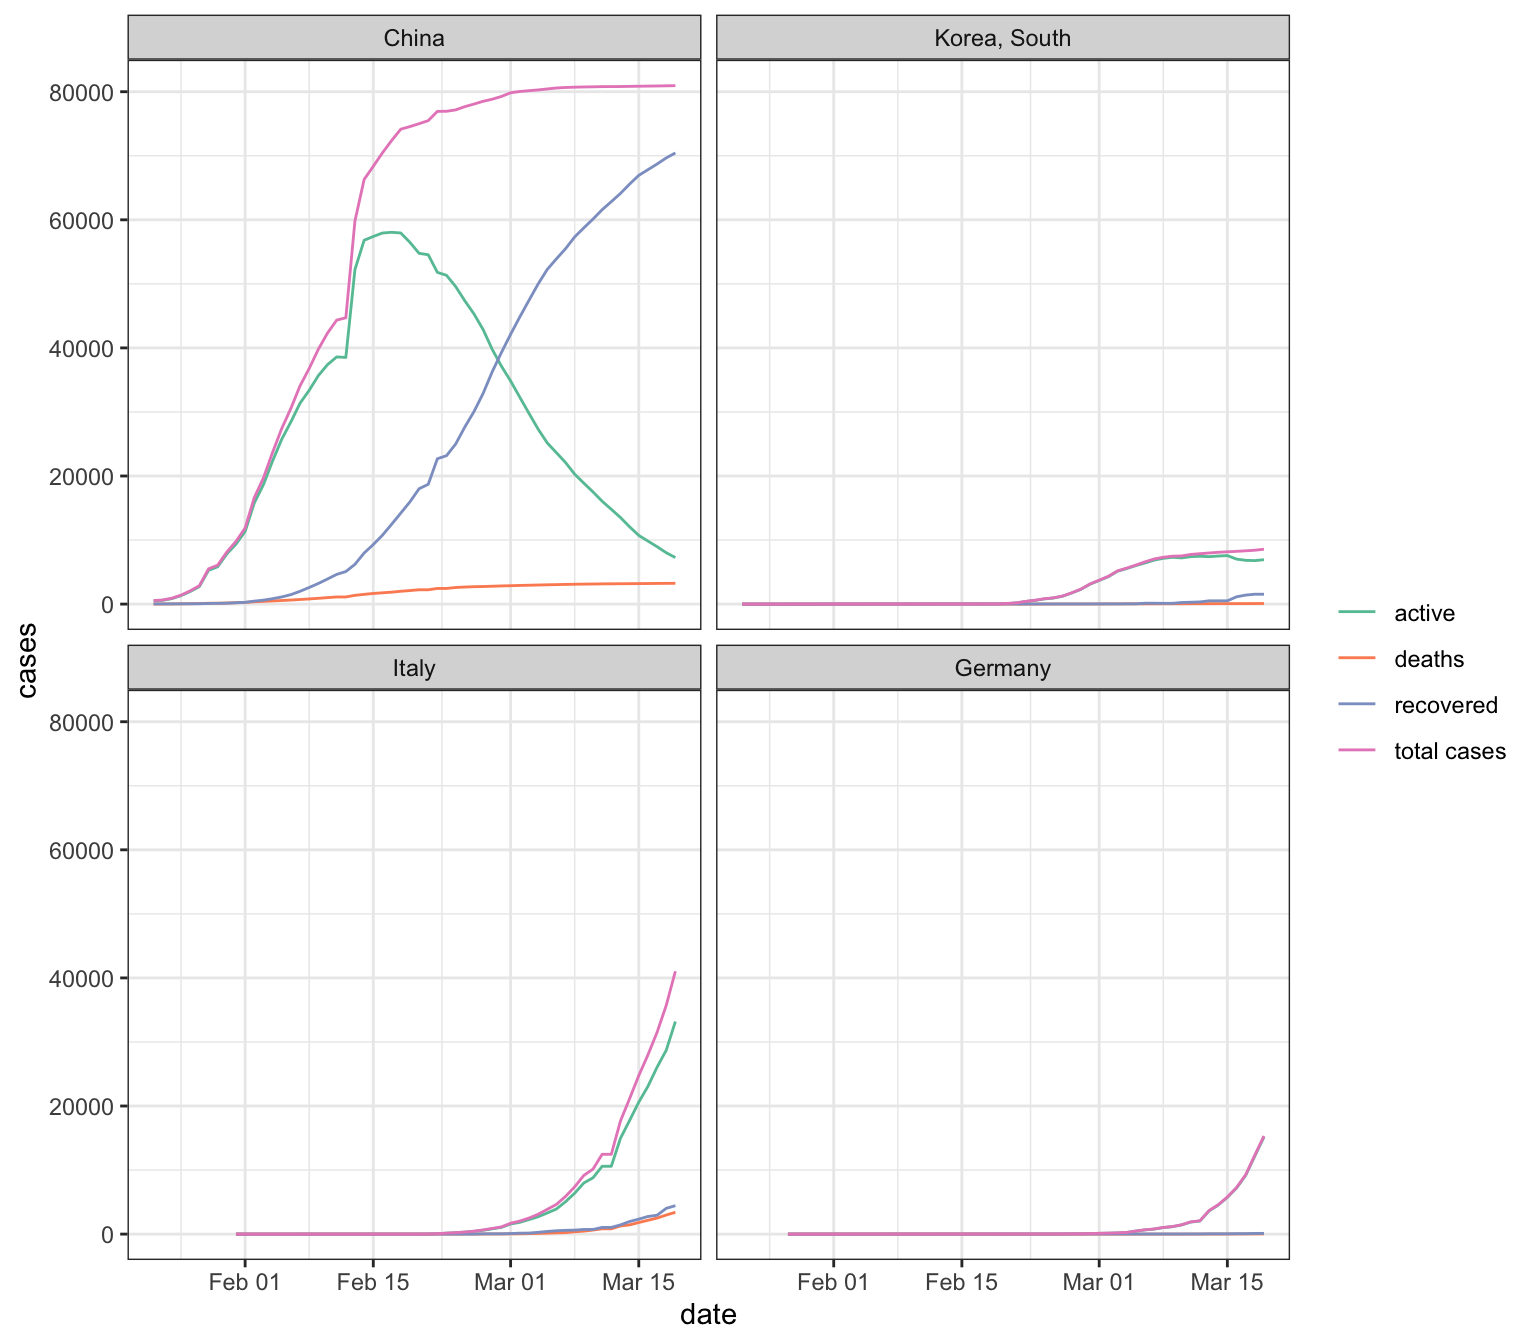 China
Korea, South
80000
60000
40000
20000
0
Italy
Germany
80000
60000
40000
20000
0
Feb 01
Feb 15
Mar 01
Mar 15
Feb 01
Feb 15
Mar 01
Mar 15
date
cases
active
deaths
recovered
total cases